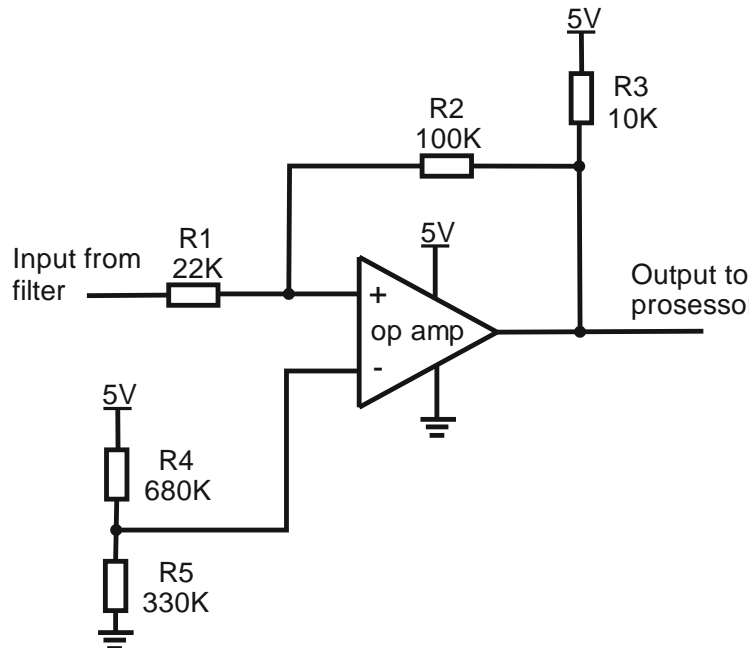 5V
R3
10K
R2
100K
5V
R1
22K
Input from
filter
+
op amp
-
Output to
prosessor
5V
R4
680K
R5
330K